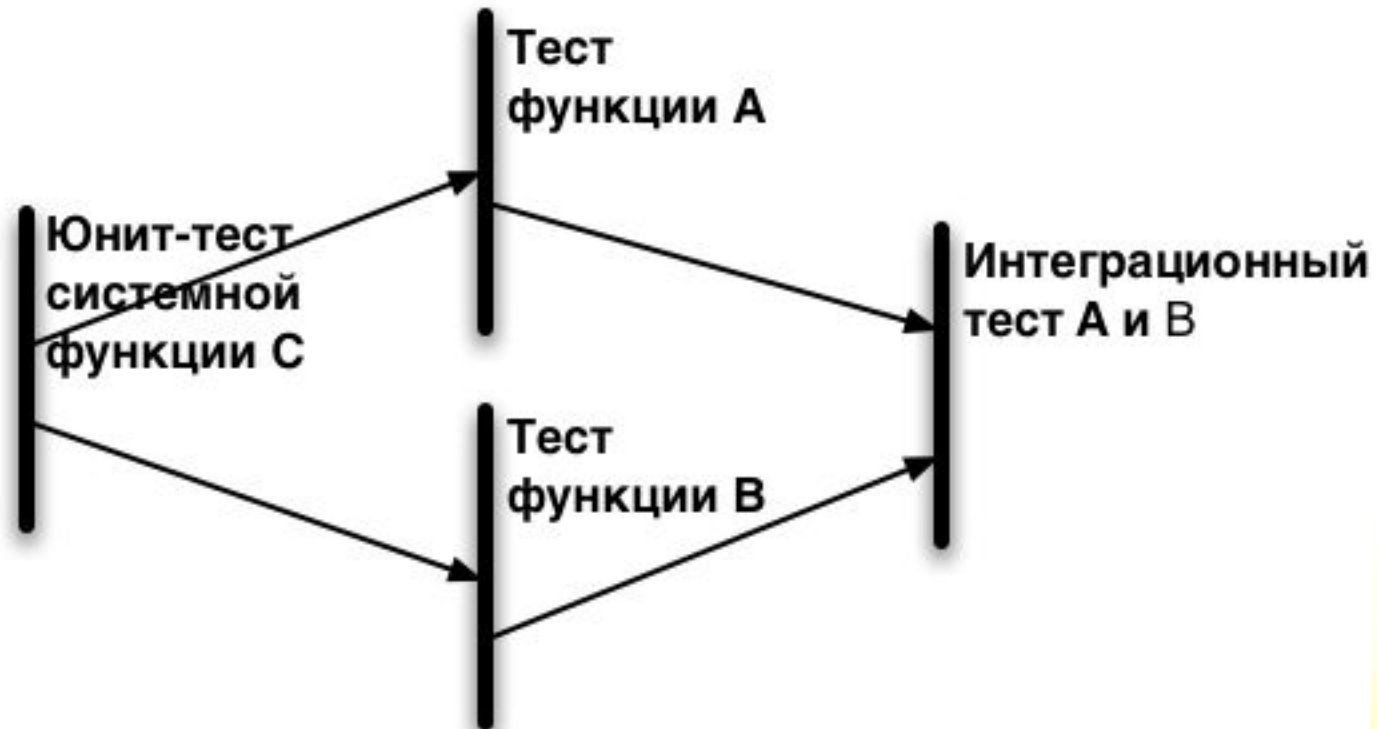 Тест
функции А
Юнит-тест
системной
функции С
Интеграционный
тест А и В
Тест
функции В